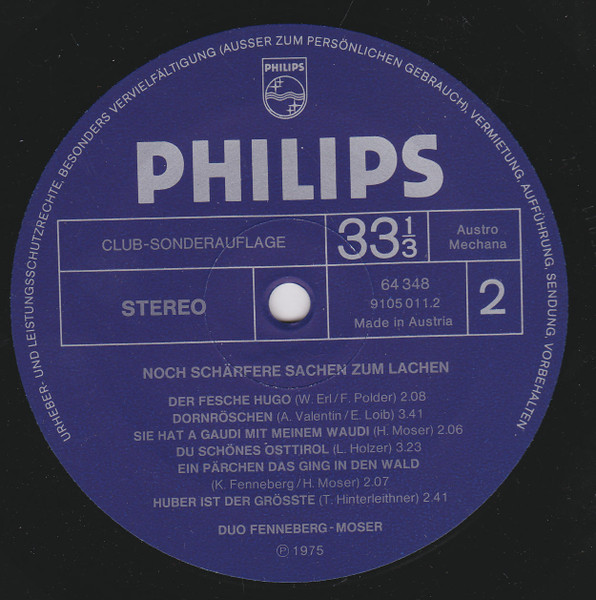 URHEBER- UND LEISTUNGSSCHUTZRECHTE, BESONDERS VERVIELFÄLTIGUNG (AUSSER ZUM PERSÖNLICHEN GEBRAUCH), VERMIETUNG, AUFFÜHRUNG, SENDUNG, VORBEHALTEN ·
PHILIPS
PHILIPS
CLUB-SONDERAUFLAGE
33 1/3
Austro
Mechana
STEREO
64 348
9105 011.2
Made in Austria
2
NOCH SCHÄRFERE SACHEN ZUM LACHEN
DER FESCHE HUGO (W. Erl/F. Polder) 2.08
DORNRÖSCHEN (A. Valentin/E. Loib) 3.41
SIE HAT A GAUDI MIT MEINEM WAUDI (H. Moser) 2.06
DU SCHÖNES OSTTIROL (L. Holzer) 3.23
EIN PÄRCHEN DAS GING IN DEN WALD
(K. Fenneberg/H. Moser) 2.07
HUBER IST DER GRÖSSTE (T. Hinterleithner) 2.41
DUO FENNEBERG-MOSER
Ⓟ 1975